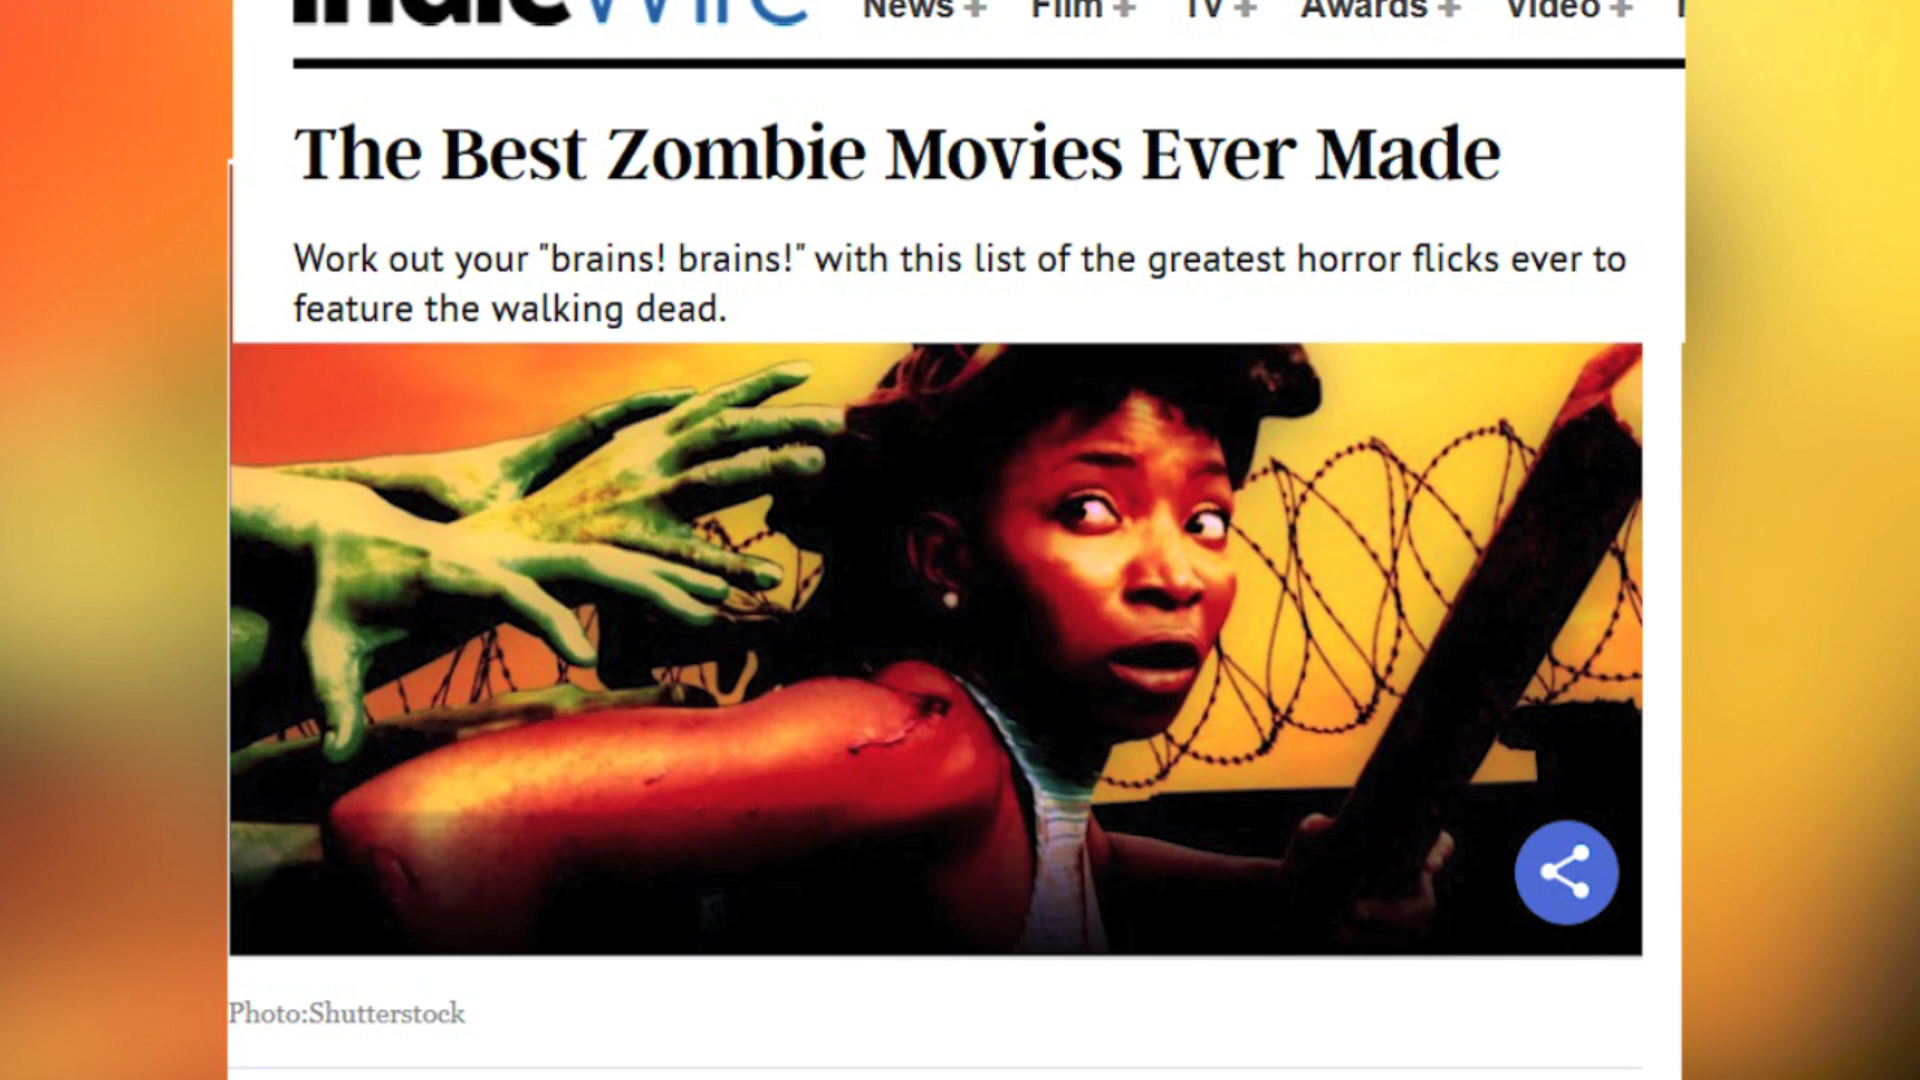 indieWire News + Film + TV + Awards + Video +
The Best Zombie Movies Ever Made
Work out your "brains! brains!" with this list of the greatest horror flicks ever to
feature the walking dead.
Photo:Shutterstock